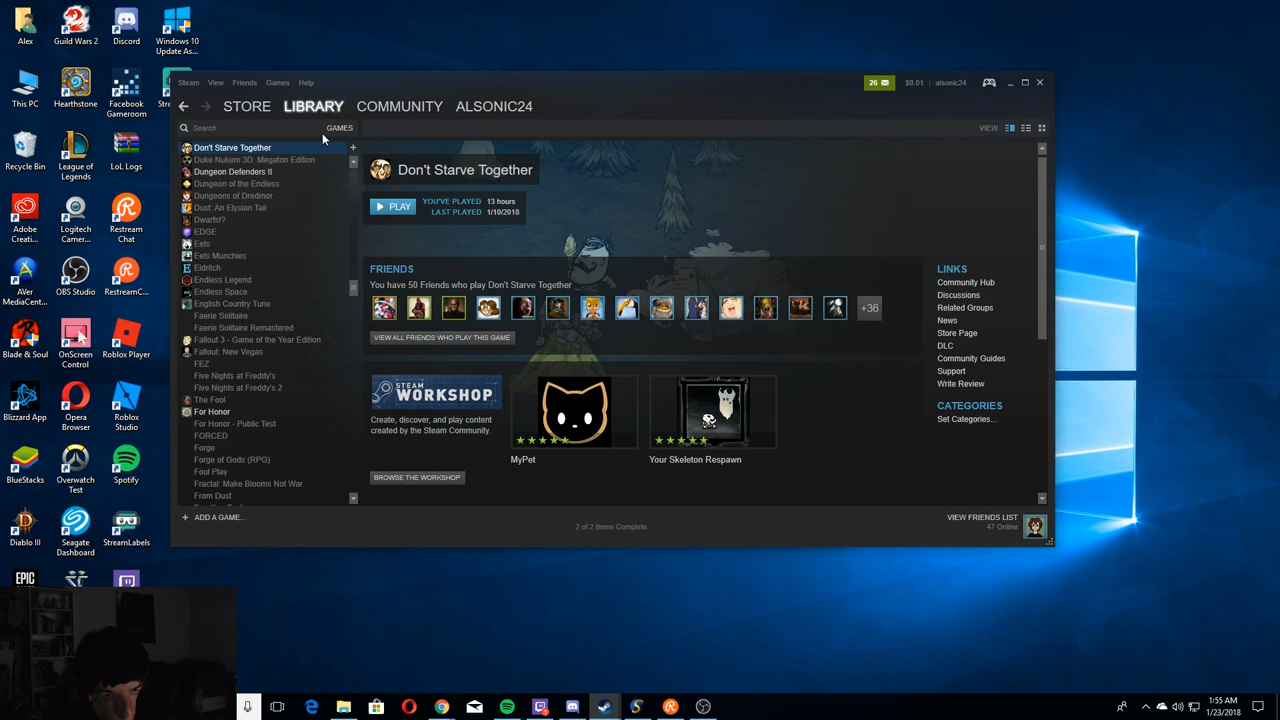 Alex
Guild Wars 2
Discord
Windows 10
Update As...
This PC
Hearthstone
Facebook
Gameroom
Recycle Bin
League of
Legends
LoL Logs
Adobe
Creati...
Logitech
Camer...
Restream
Chat
AVer
MediaCent...
OBS Studio
RestreamC...
Blade & Soul
OnScreen
Control
Roblox Player
Blizzard App
Opera
Browser
Roblox
Studio
BlueStacks
Overwatch
Test
Spotify
Diablo III
Seagate
Dashboard
StreamLabels
EPIC
Steam View Friends Games Help
26
$0.01
alsonic24
STORE LIBRARY COMMUNITY ALSONIC24
Search
GAMES
VIEW
Don't Starve Together
Duke Nukem 3D: Megaton Edition
Dungeon Defenders II
Dungeon of the Endless
Dungeons of Dredmor
Dust: An Elysian Tail
Dwarfs!?
EDGE
Eets
Eets Munchies
Eldritch
Endless Legend
Endless Space
English Country Tune
Faerie Solitaire
Faerie Solitaire Remastered
Fallout 3 - Game of the Year Edition
Fallout: New Vegas
FEZ
Five Nights at Freddy's
Five Nights at Freddy's 2
The Fool
For Honor
For Honor - Public Test
FORCED
Forge
Forge of Gods (RPG)
Foul Play
Fractal: Make Blooms Not War
From Dust
+ ADD A GAME...
Don't Starve Together
PLAY
YOU'VE PLAYED 13 hours
LAST PLAYED 1/10/2018
FRIENDS
You have 50 Friends who play Don't Starve Together
+36
VIEW ALL FRIENDS WHO PLAY THIS GAME
STEAM
WORKSHOP
Create, discover, and play content
created by the Steam Community.
MyPet
Your Skeleton Respawn
BROWSE THE WORKSHOP
LINKS
Community Hub
Discussions
Related Groups
News
Store Page
DLC
Community Guides
Support
Write Review
CATEGORIES
Set Categories...
2 of 2 Items Complete
VIEW FRIENDS LIST
47 Online
1:55 AM
1/23/2018